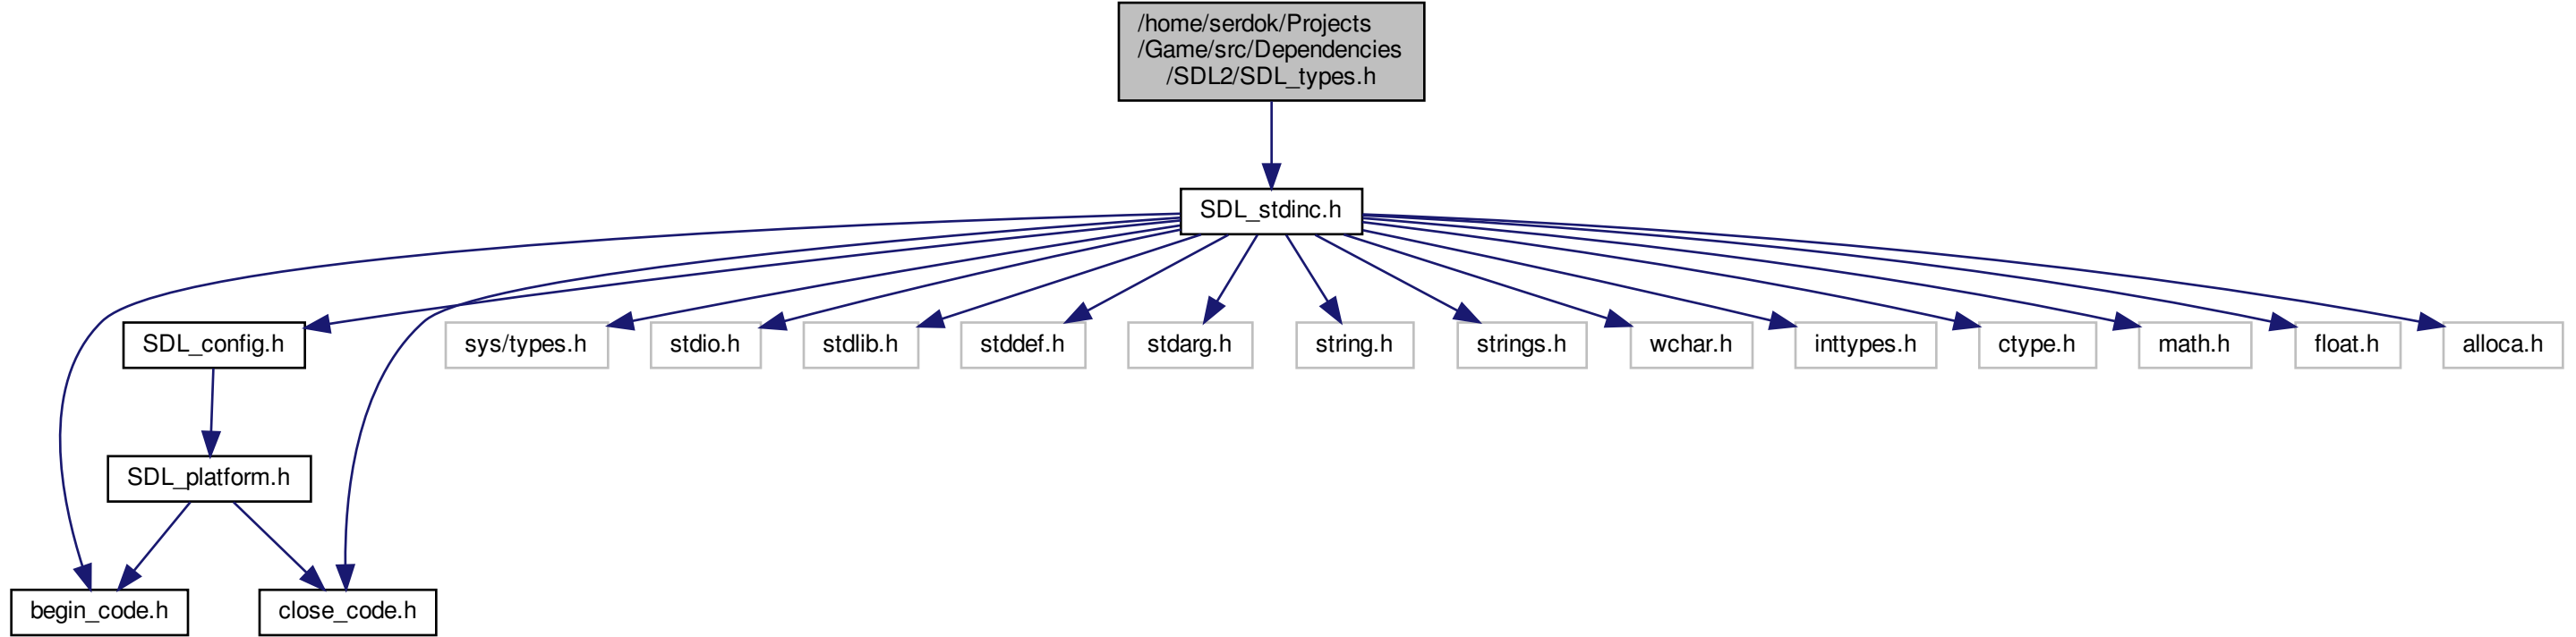 /home/serdok/Projects
/Game/src/Dependencies
/SDL2/SDL_types.h
SDL_stdinc.h
SDL_config.h
sys/types.h
stdio.h
stdlib.h
stddef.h
stdarg.h
string.h
strings.h
wchar.h
inttypes.h
ctype.h
math.h
float.h
alloca.h
SDL_platform.h
begin_code.h
close_code.h